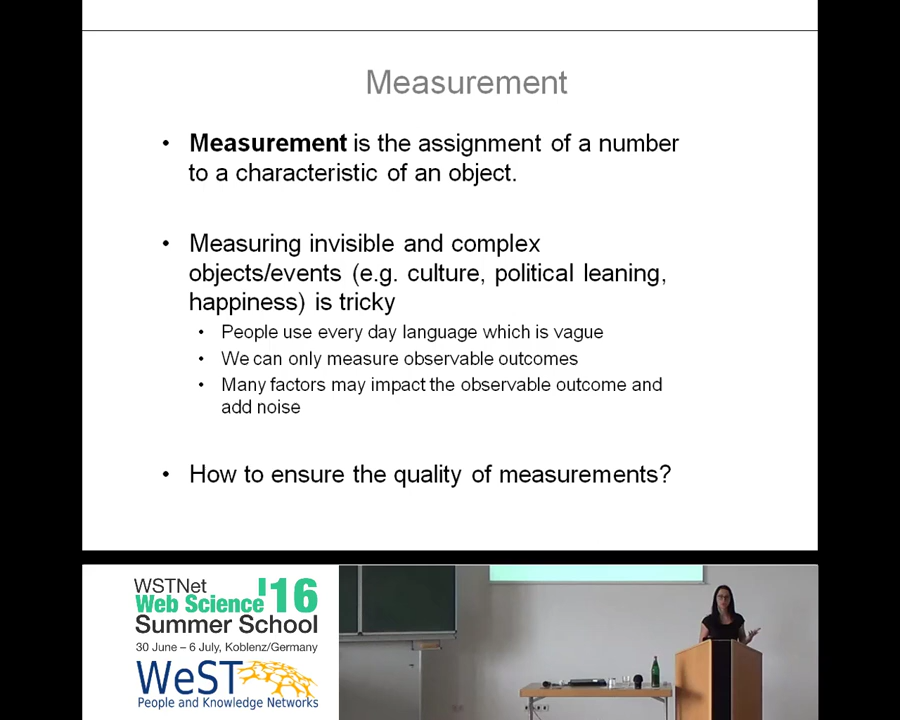 Measurement
• Measurement is the assignment of a number
to a characteristic of an object.
• Measuring invisible and complex
objects/events (e.g. culture, political leaning,
happiness) is tricky
• People use every day language which is vague
• We can only measure observable outcomes
• Many factors may impact the observable outcome and
add noise
• How to ensure the quality of measurements?
WSTNet
Web Science '16
Summer School
30 June – 6 July, Koblenz/Germany
WeST
People and Knowledge Networks